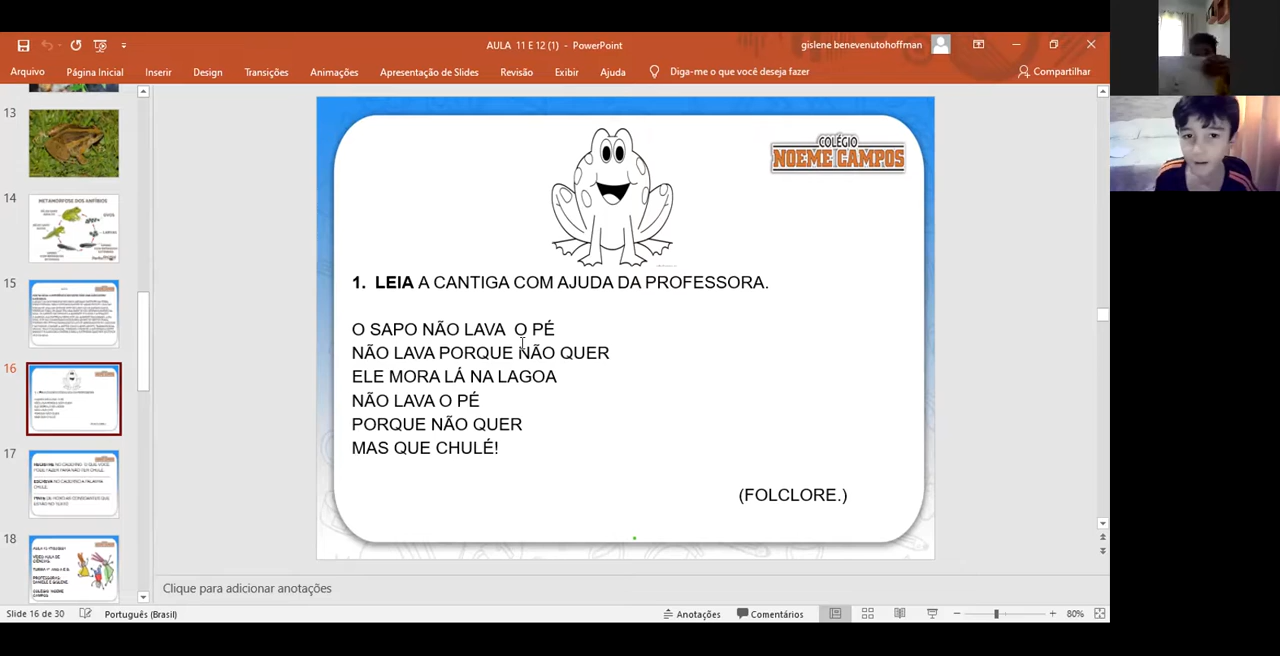 AULA 11 E 12 (1) - PowerPoint
gislene benevenutohoffman
Arquivo Página Inicial Inserir Design Transições Animações Apresentação de Slides Revisão Exibir Ajuda Diga-me o que você deseja fazer Compartilhar
13
14
METAMORFOSE DOS ANFÍBIOS
15
16
17
18
COLÉGIO
NOEME CAMPOS
1. LEIA A CANTIGA COM AJUDA DA PROFESSORA.
O SAPO NÃO LAVA O PÉ
NÃO LAVA PORQUE NÃO QUER
ELE MORA LÁ NA LAGOA
NÃO LAVA O PÉ
PORQUE NÃO QUER
MAS QUE CHULÉ!
(FOLCLORE.)
Clique para adicionar anotações
Slide 16 de 30 Português (Brasil) Anotações Comentários 80%